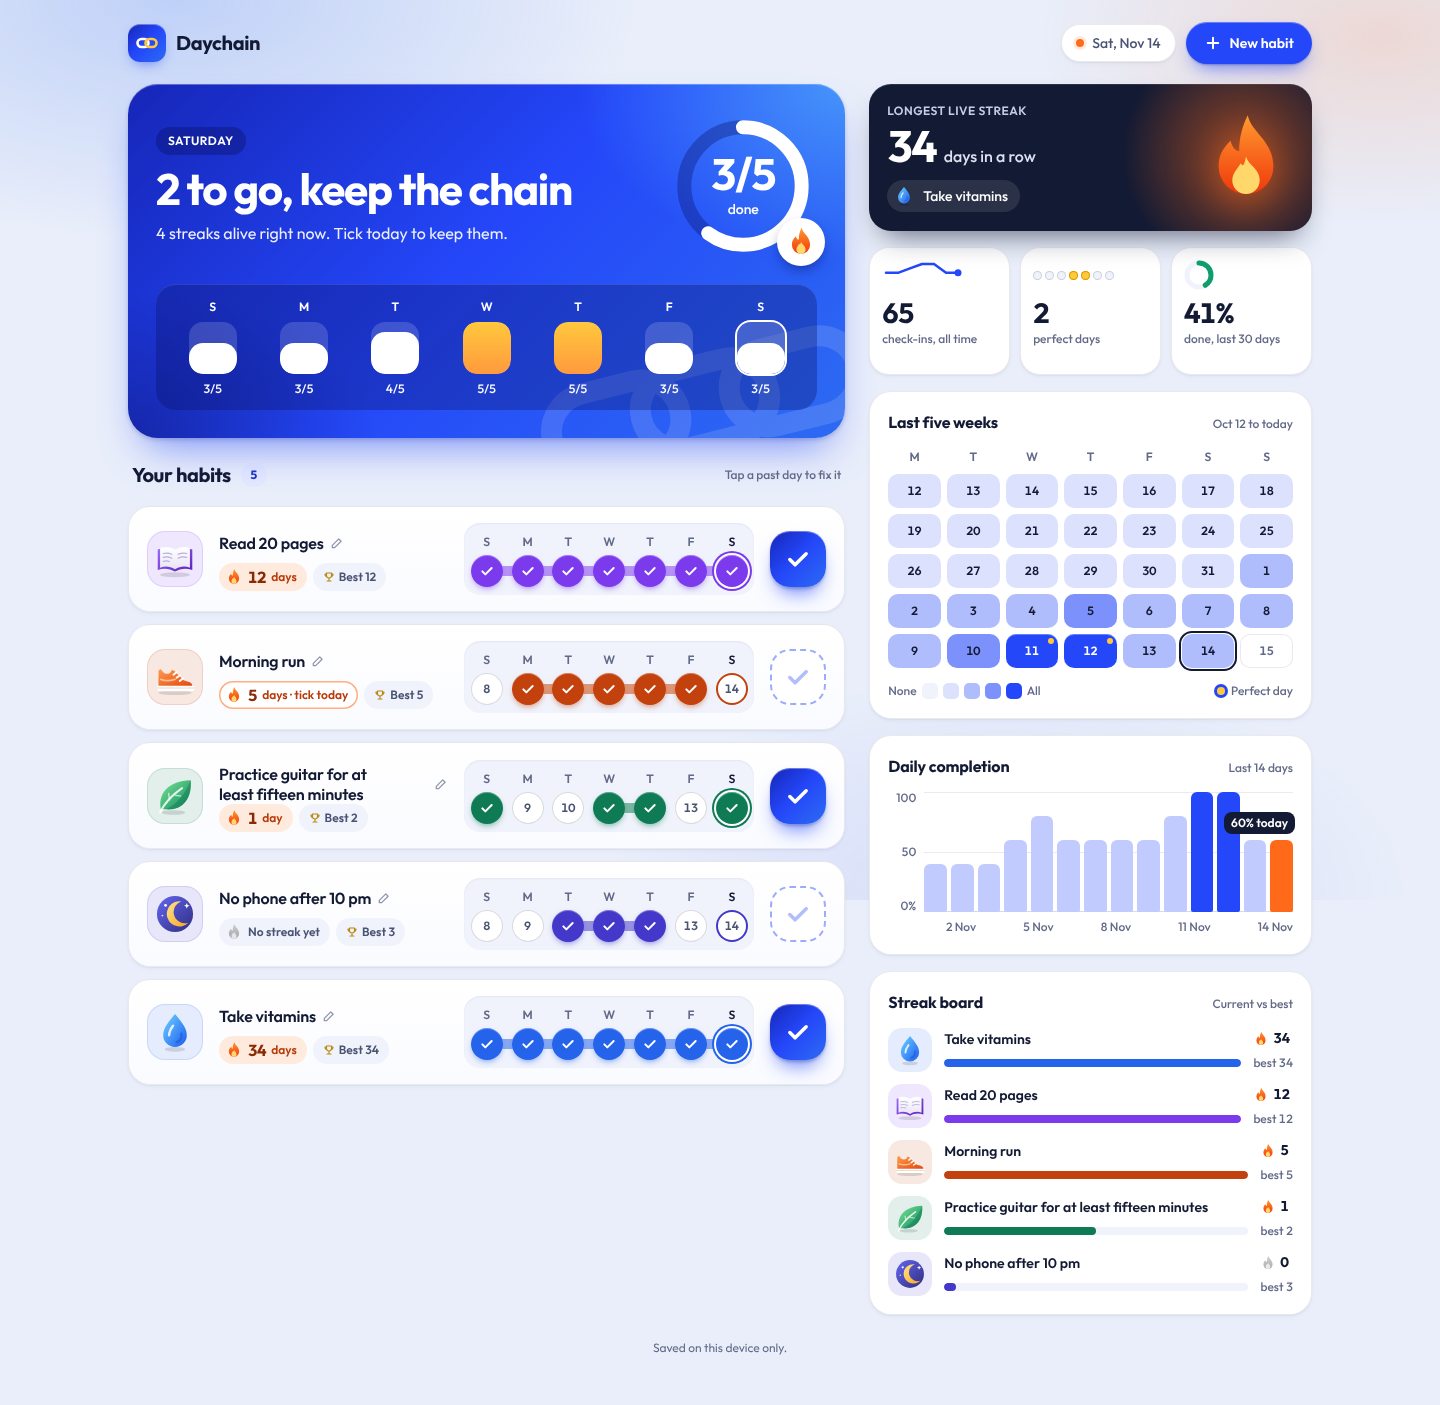 Daychain
Sat, Nov 14
New habit
SATURDAY
2 to go, keep the chain
4 streaks alive right now. Tick today to keep them.
3/5
done
S M T W T F S
3/5 3/5 4/5 5/5 5/5 3/5 3/5
Your habits 5
Tap a past day to fix it
Read 20 pages
12 days
Best 12
S M T W T F S
Morning run
5 days · tick today
Best 5
S M T W T F S
8 14
Practice guitar for at
least fifteen minutes
1 day
Best 2
S M T W T F S
9 10 13
No phone after 10 pm
No streak yet
Best 3
S M T W T F S
8 9 13 14
Take vitamins
34 days
Best 34
S M T W T F S
LONGEST LIVE STREAK
34 days in a row
Take vitamins
65
check-ins, all time
2
perfect days
41%
done, last 30 days
Last five weeks
Oct 12 to today
M T W T F S S
12 13 14 15 16 17 18
19 20 21 22 23 24 25
26 27 28 29 30 31 1
2 3 4 5 6 7 8
9 10 11 12 13 14 15
None All
Perfect day
Daily completion
Last 14 days
100
60% today
50
0%
2 Nov 5 Nov 8 Nov 11 Nov 14 Nov
Streak board
Current vs best
Take vitamins 34
best 34
Read 20 pages 12
best 12
Morning run 5
best 5
Practice guitar for at least fifteen minutes 1
best 2
No phone after 10 pm 0
best 3
Saved on this device only.